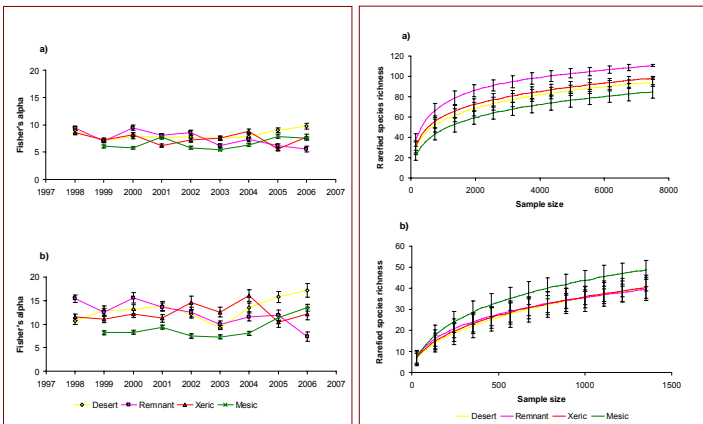 a)
20
15
10
5
0
Fisher's alpha
1997 1998 1999 2000 2001 2002 2003 2004 2005 2006 2007
b)
20
15
10
5
0
Fisher's alpha
1997 1998 1999 2000 2001 2002 2003 2004 2005 2006 2007
Desert Remnant Xeric Mesic
a)
120
100
80
60
40
20
0
Rarefied species richness
0 2000 4000 6000 8000
Sample size
b)
60
50
40
30
20
10
0
Rarefied species richness
0 500 1000 1500
Sample size
Desert Remnant Xeric Mesic